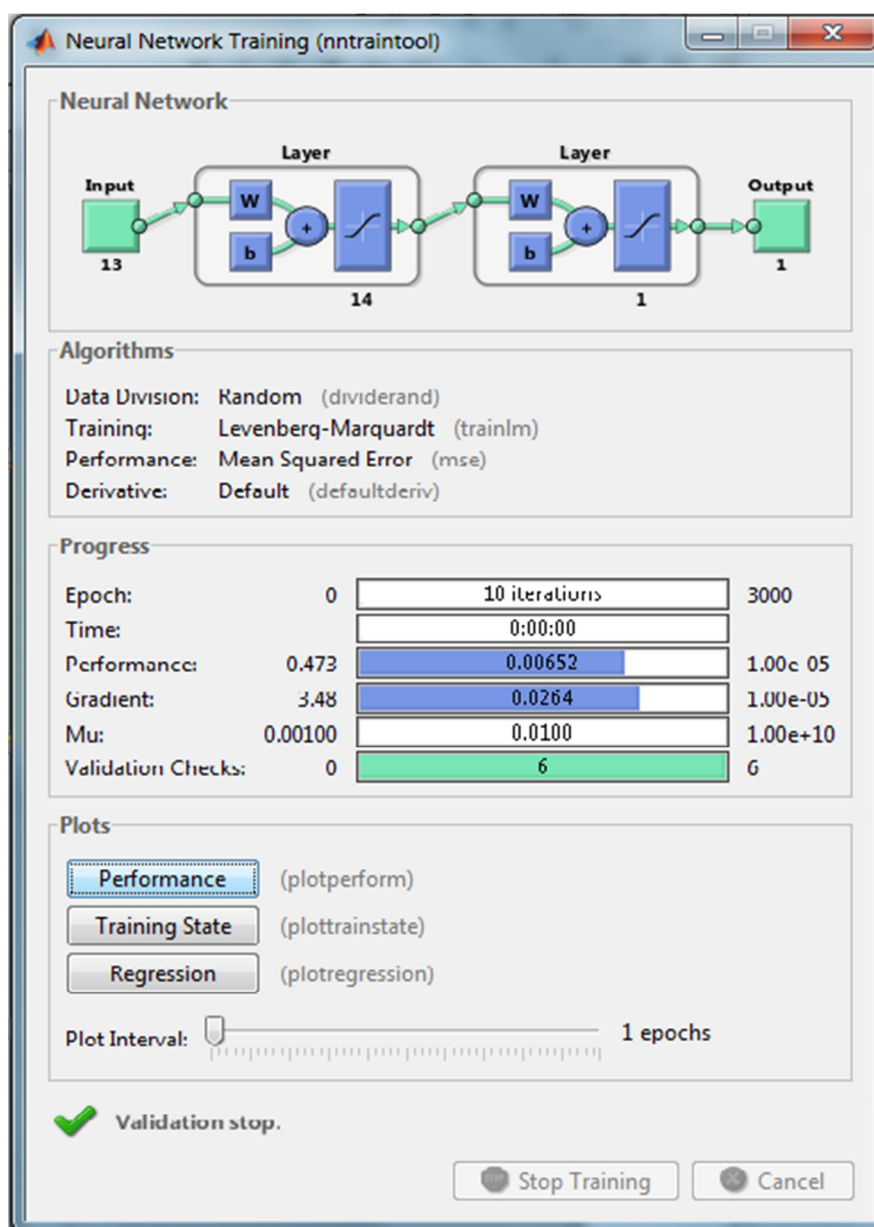 Neural Network Training (nntraintool)
Neural Network
Layer
Layer
Input
W
b
+
W
b
+
Output
13
14
1
1
Algorithms
Data Division: Random (dividerand)
Training: Levenberg-Marquardt (trainlm)
Performance: Mean Squared Error (mse)
Derivative: Default (defaultderiv)
Progress
Epoch: 0 10 iterations 3000
Time: 0:00:00
Performance: 0.473 0.00652 1.00e-05
Gradient: 3.48 0.0264 1.00e-05
Mu: 0.00100 0.0100 1.00e+10
Validation Checks: 0 6 6
Plots
Performance (plotperform)
Training State (plottrainstate)
Regression (plotregression)
Plot Interval: 1 epochs
Validation stop.
Stop Training Cancel